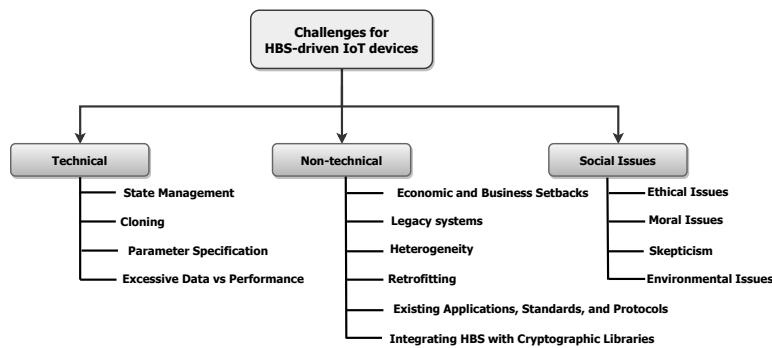 Challenges for
HBS-driven IoT devices
Technical
State Management
Cloning
Parameter Specification
Excessive Data vs Performance
Non-technical
Economic and Business Setbacks
Legacy systems
Heterogeneity
Retrofitting
Existing Applications, Standards, and Protocols
Integrating HBS with Cryptographic Libraries
Social Issues
Ethical Issues
Moral Issues
Skepticism
Environmental Issues